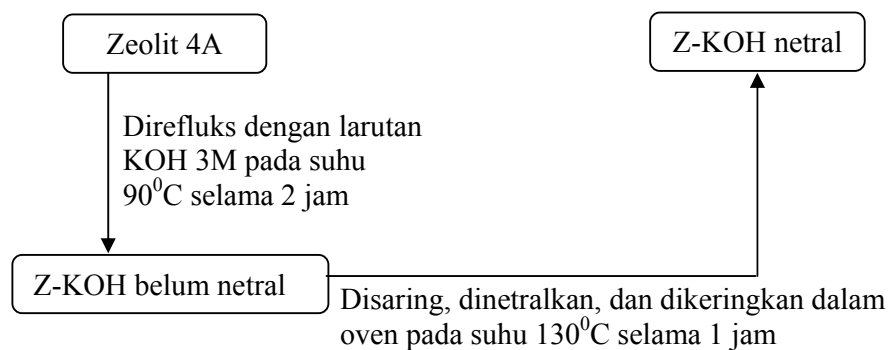 Zeolit 4A
Z-KOH netral
Direfluks dengan larutan
KOH 3M pada suhu
90⁰C selama 2 jam
Z-KOH belum netral
Disaring, dinetralkan, dan dikeringkan dalam
oven pada suhu 130⁰C selama 1 jam